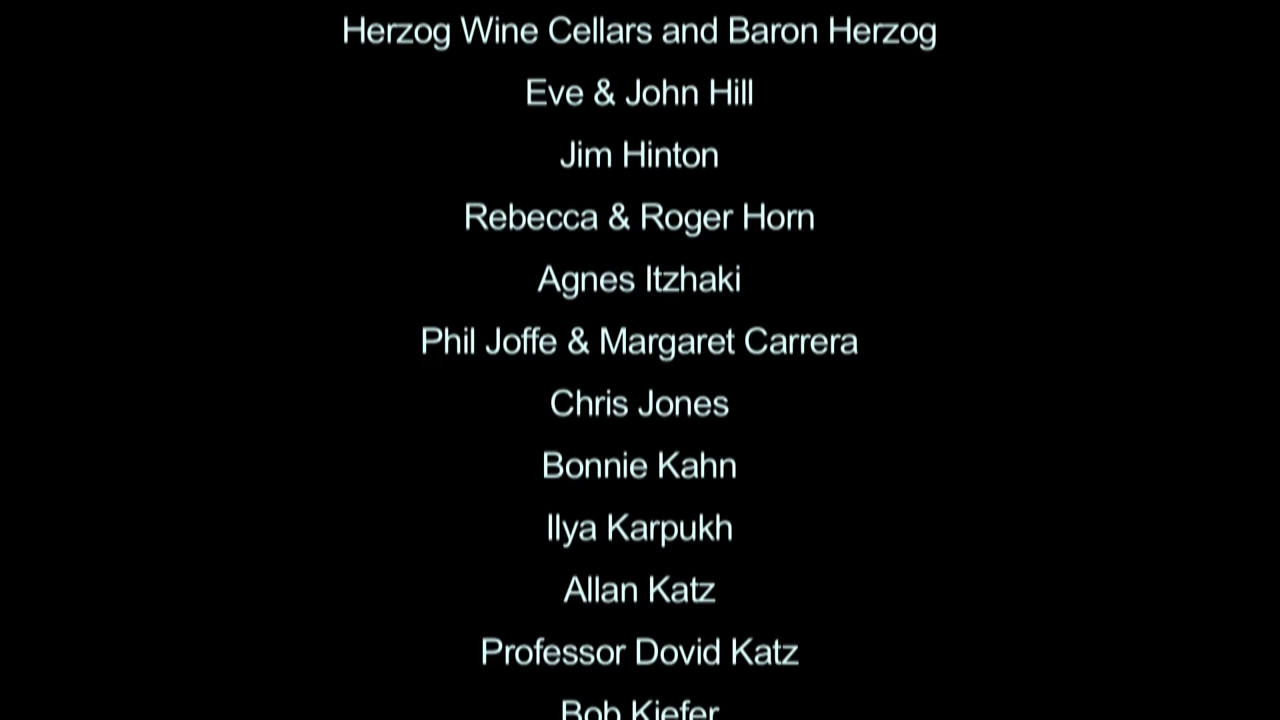 Herzog Wine Cellars and Baron Herzog
Eve & John Hill
Jim Hinton
Rebecca & Roger Horn
Agnes Itzhaki
Phil Joffe & Margaret Carrera
Chris Jones
Bonnie Kahn
Ilya Karpukh
Allan Katz
Professor Dovid Katz
Bob Kiefer